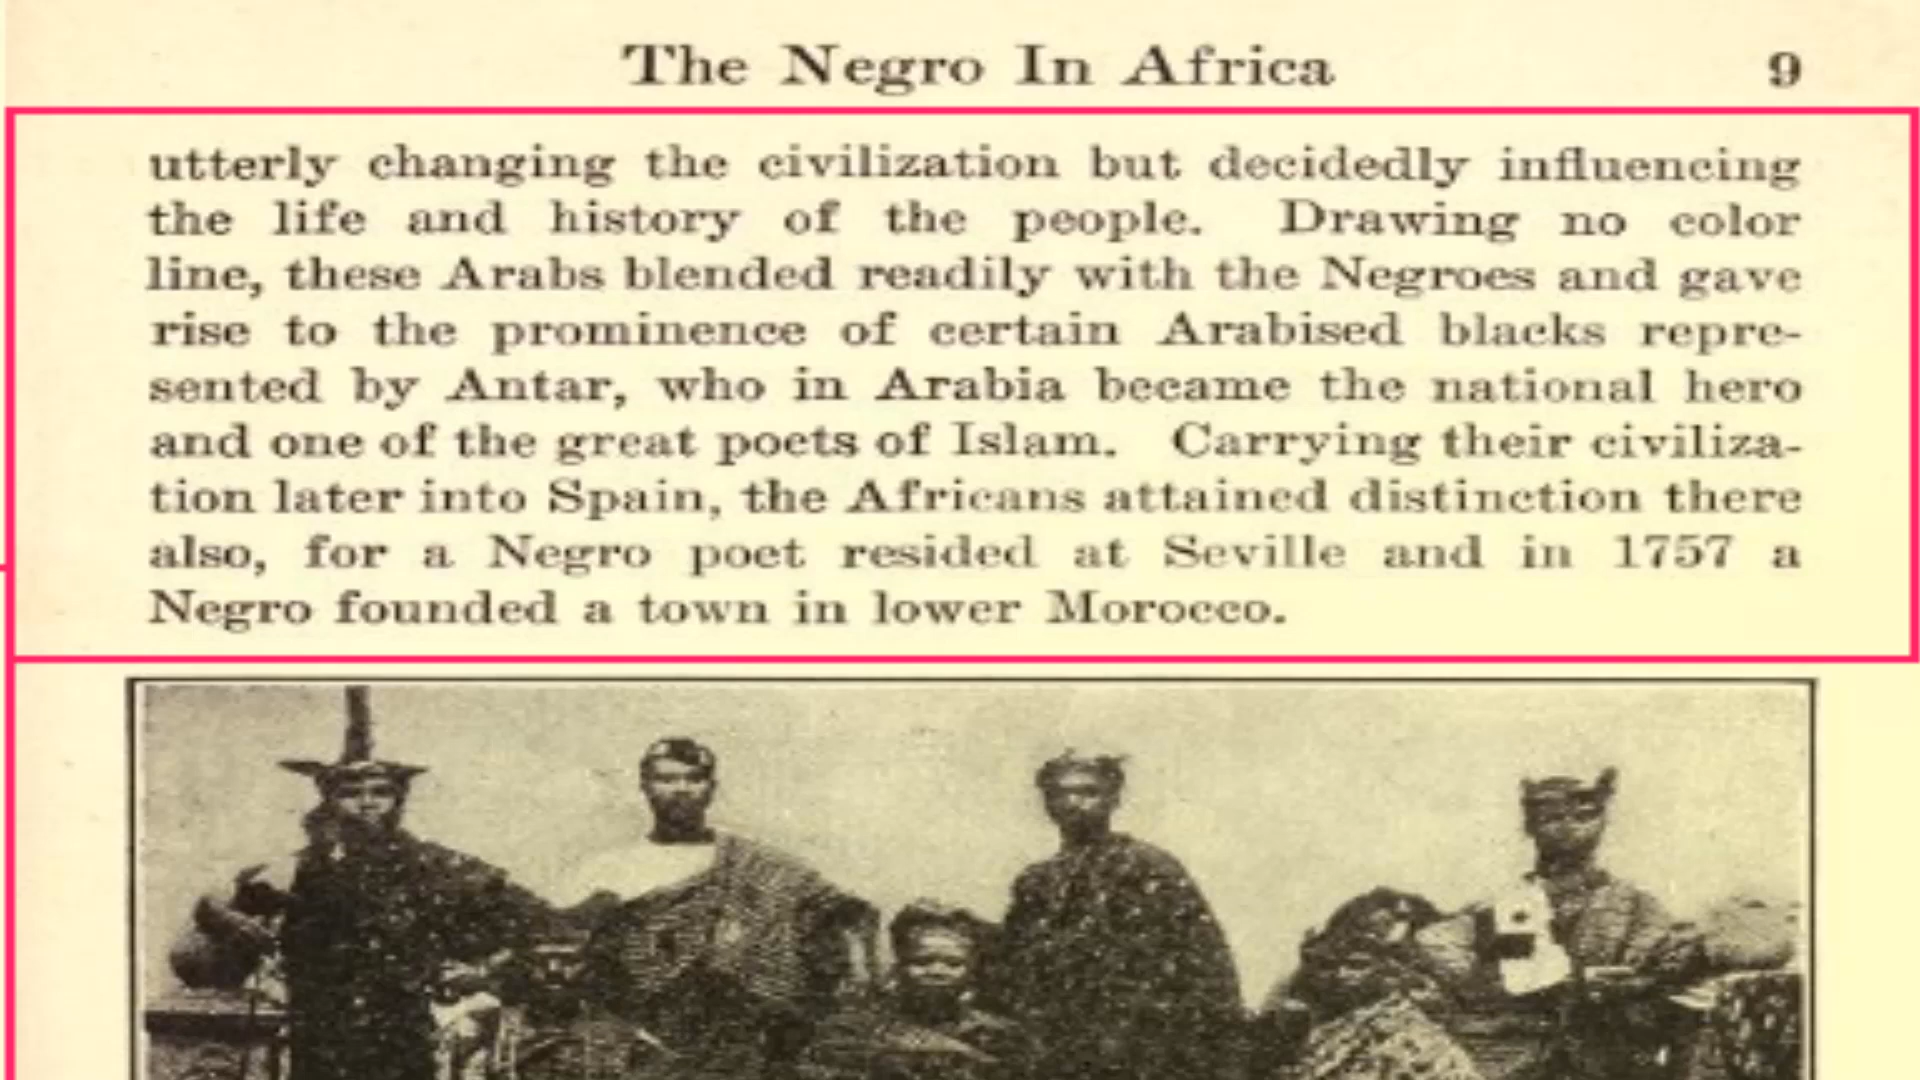 The Negro In Africa 9
utterly changing the civilization but decidedly influencing
the life and history of the people. Drawing no color
line, these Arabs blended readily with the Negroes and gave
rise to the prominence of certain Arabised blacks repre-
sented by Antar, who in Arabia became the national hero
and one of the great poets of Islam. Carrying their civiliza-
tion later into Spain, the Africans attained distinction there
also, for a Negro poet resided at Seville and in 1757 a
Negro founded a town in lower Morocco.